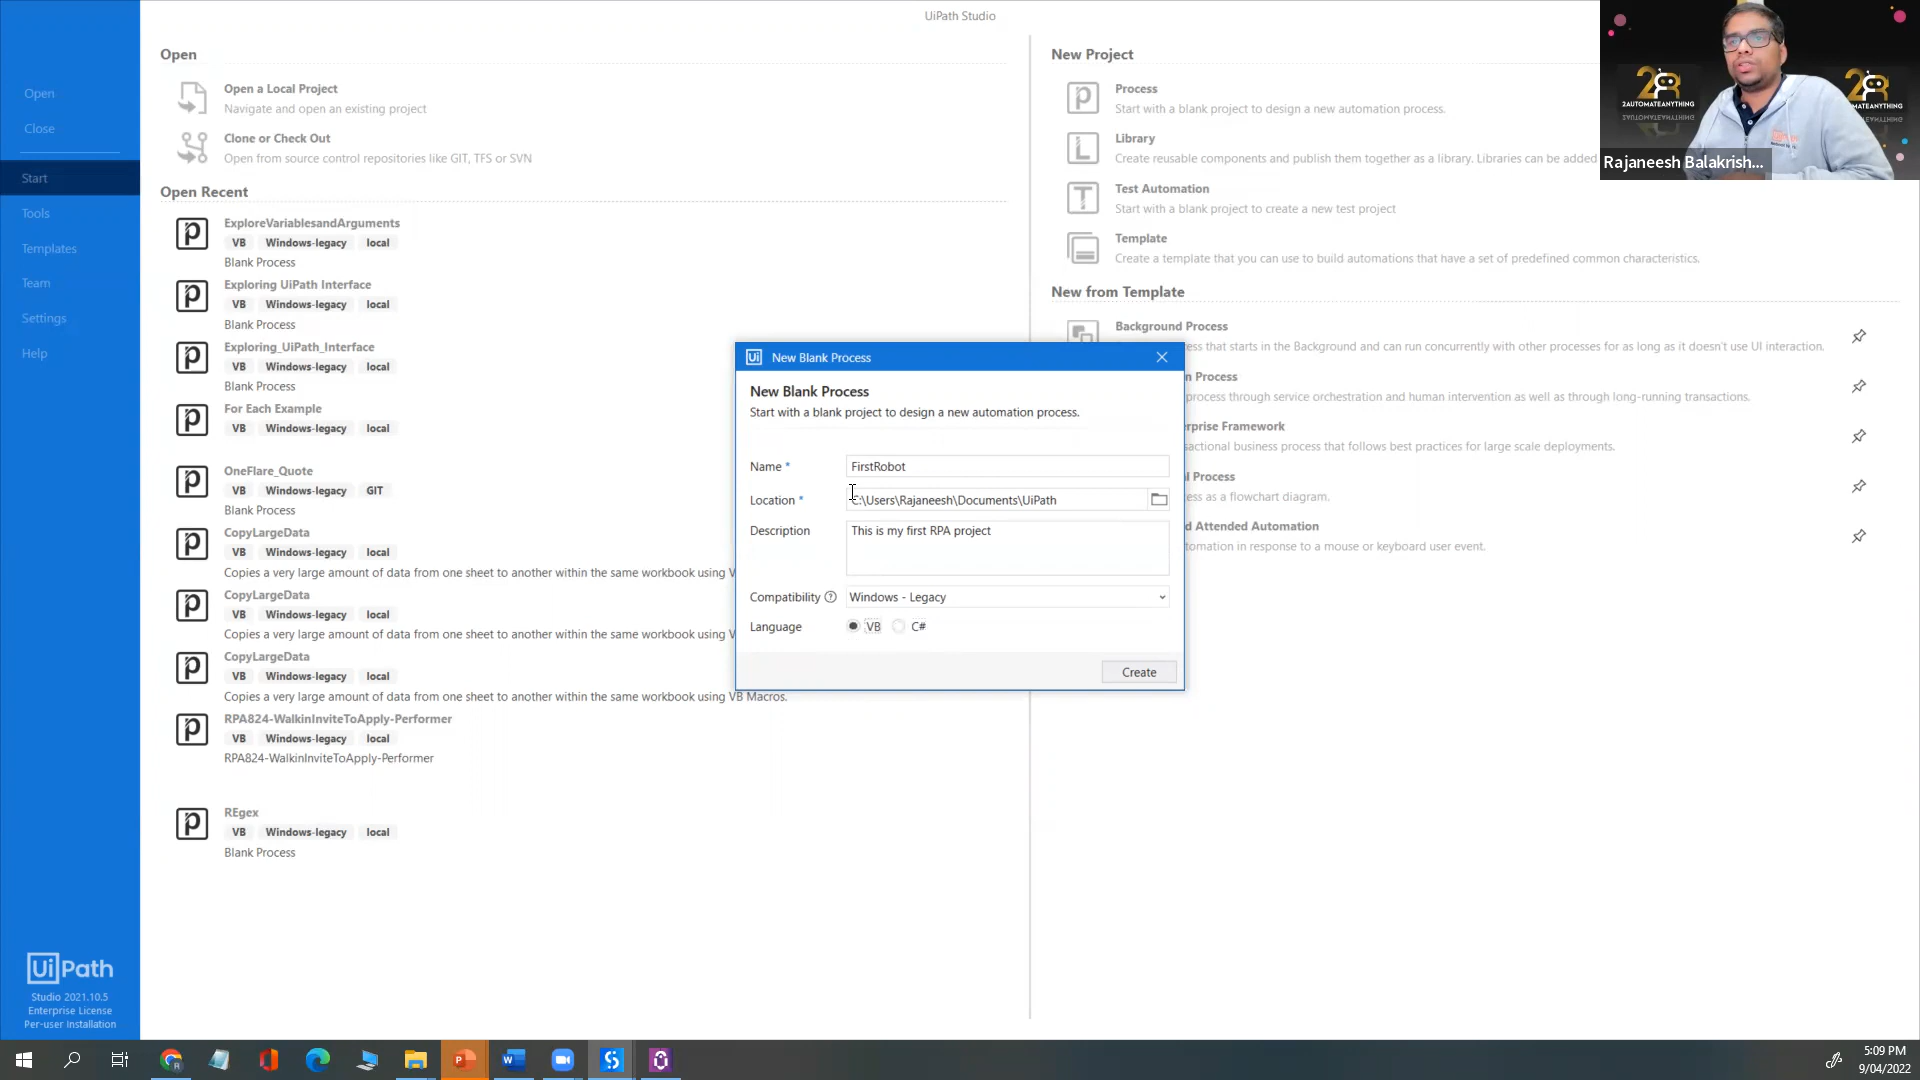 UiPath Studio
Open
Close
Start
Tools
Templates
Team
Settings
Help
UiPath
Studio 2021.10.5
Enterprise License
Per-user Installation
Open
Open a Local Project
Navigate and open an existing project
Clone or Check Out
Open from source control repositories like GIT, TFS or SVN
Open Recent
ExploreVariablesandArguments
VB Windows-legacy local
Blank Process
Exploring UiPath Interface
VB Windows-legacy local
Blank Process
Exploring_UiPath_Interface
VB Windows-legacy local
Blank Process
For Each Example
VB Windows-legacy local
OneFlare_Quote
VB Windows-legacy GIT
Blank Process
CopyLargeData
VB Windows-legacy local
Copies a very large amount of data from one sheet to another within the same workbook using V
CopyLargeData
VB Windows-legacy local
Copies a very large amount of data from one sheet to another within the same workbook using V
CopyLargeData
VB Windows-legacy local
Copies a very large amount of data from one sheet to another within the same workbook using VB Macros.
RPA824-WalkinInviteToApply-Performer
VB Windows-legacy local
RPA824-WalkinInviteToApply-Performer
REgex
VB Windows-legacy local
Blank Process
New Project
Process
Start with a blank project to design a new automation process.
Library
Create reusable components and publish them together as a library. Libraries can be added
Test Automation
Start with a blank project to create a new test project
Template
Create a template that you can use to build automations that have a set of predefined common characteristics.
New from Template
Background Process
ess that starts in the Background and can run concurrently with other processes for as long as it doesn't use UI interaction.
n Process
process through service orchestration and human intervention as well as through long-running transactions.
rprise Framework
sactional business process that follows best practices for large scale deployments.
l Process
ess as a flowchart diagram.
d Attended Automation
tomation in response to a mouse or keyboard user event.
Ui New Blank Process
New Blank Process
Start with a blank project to design a new automation process.
Name * FirstRobot
Location * C:\Users\Rajaneesh\Documents\UiPath
Description This is my first RPA project
Compatibility ? Windows - Legacy
Language VB C#
Create
2R
2AUTOMATEANYTHING
2R
MATEANYTHING
Rajaneesh Balakrish...
5:09 PM
9/04/2022